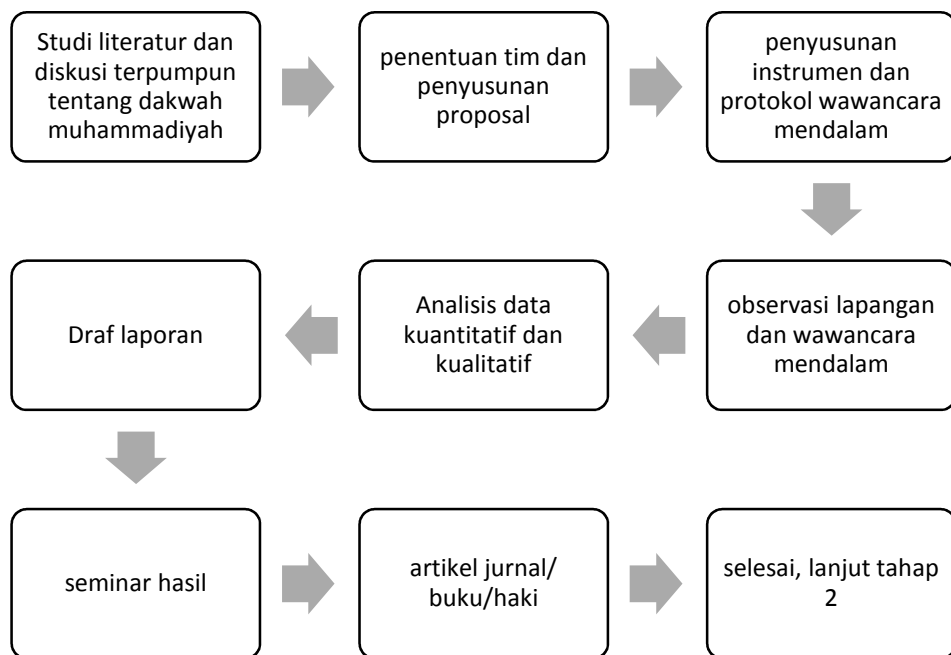 Studi literatur dan
diskusi terpumpun
tentang dakwah
muhammadiyah
penentuan tim dan
penyusunan
proposal
penyusunan
instrumen dan
protokol wawancara
mendalam
observasi lapangan
dan wawancara
mendalam
Analisis data
kuantitatif dan
kualitatif
Draf laporan
seminar hasil
artikel jurnal/
buku/haki
selesai, lanjut tahap
2